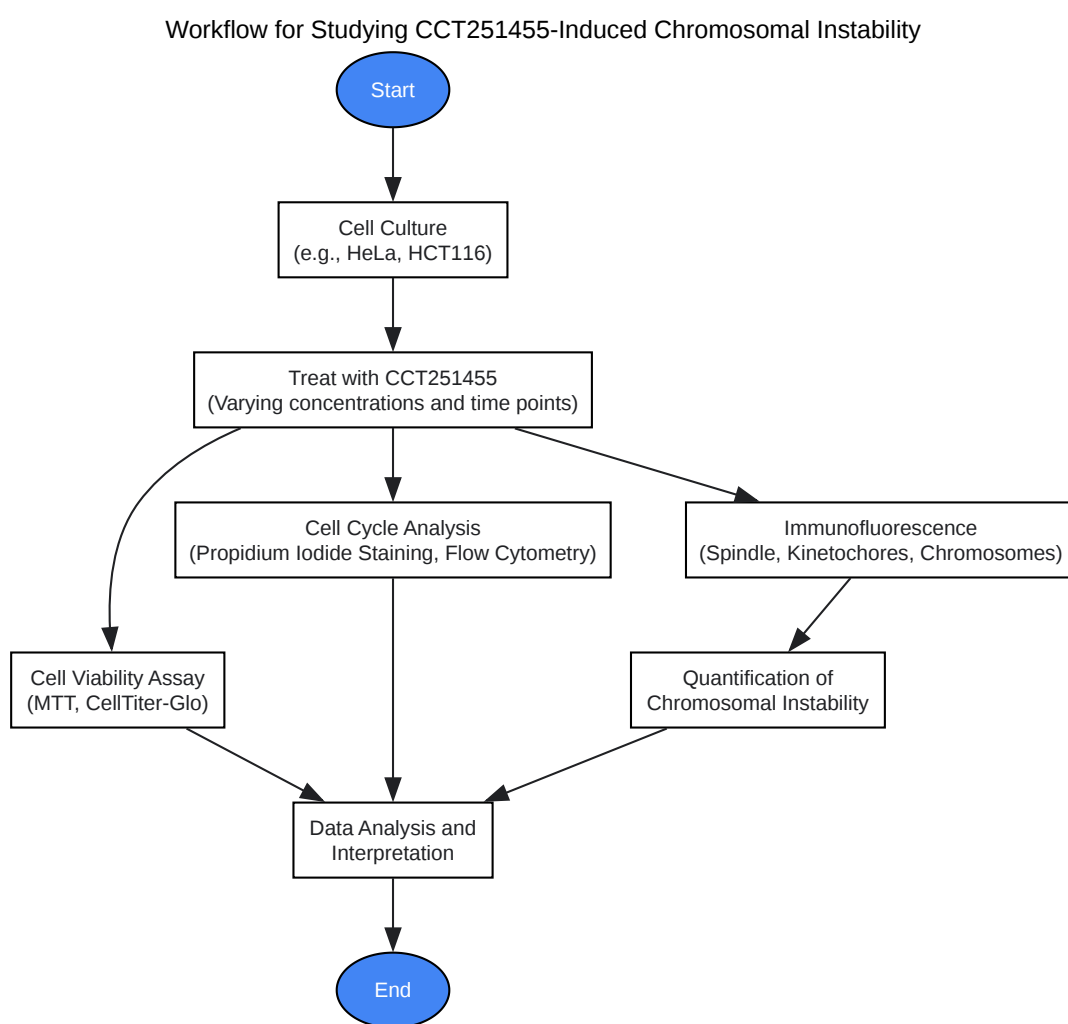 Workflow for Studying CCT251455-Induced Chromosomal Instability
Start
Cell Culture
(e.g., HeLa, HCT116)
Treat with CCT251455
(Varying concentrations and time points)
Cell Cycle Analysis
(Propidium Iodide Staining, Flow Cytometry)
Immunofluorescence
(Spindle, Kinetochores, Chromosomes)
Cell Viability Assay
(MTT, CellTiter-Glo)
Quantification of
Chromosomal Instability
Data Analysis and
Interpretation
End